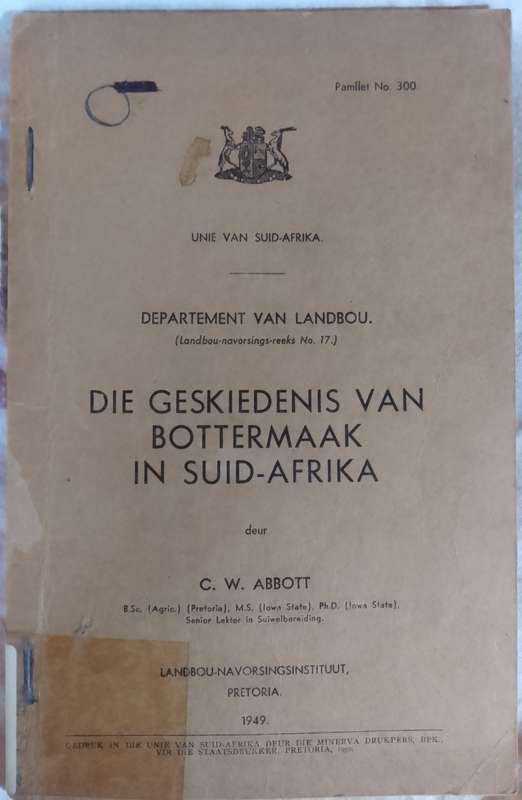 Pamflet No. 300
UNIE VAN SUID-AFRIKA.
DEPARTEMENT VAN LANDBOU.
(Landbou-navorsings-reeks No. 17.)
DIE GESKIEDENIS VAN
BOTTERMAAK
IN SUID-AFRIKA
deur
C. W. ABBOTT
B.Sc. (Agric.) (Pretoria), M.S. (Iowa State), Ph.D. (Iowa State),
Senior Lektor in Suiwelbereiding.
LANDBOU-NAVORSINGSINSTITUUT,
PRETORIA.
1949.
GEDRUK IN DIE UNIE VAN SUID-AFRIKA DEUR DIE MINERVA DRUKPERS, BPK.,
VIR DIE STAATSDRUKKER, PRETORIA,